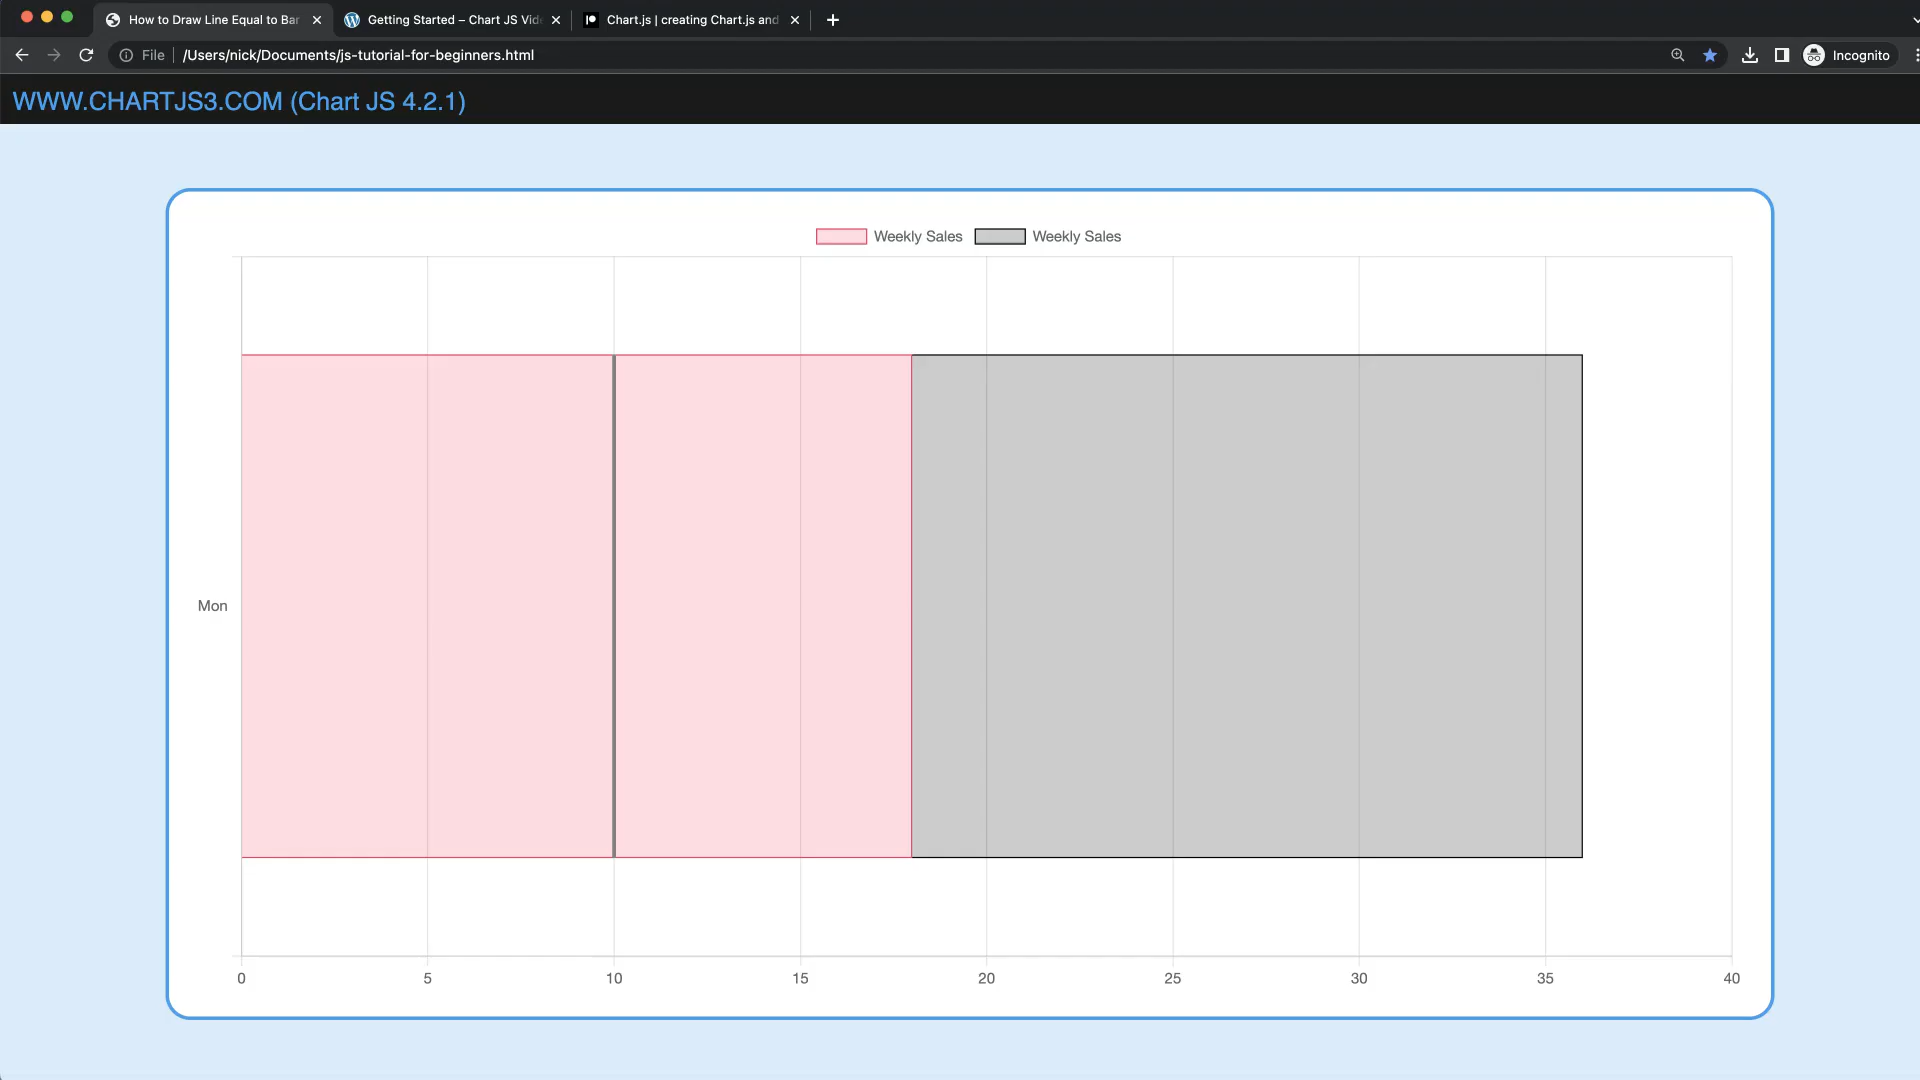 How to Draw Line Equal to Bar
Getting Started – Chart JS Vide
Chart.js | creating Chart.js and
File
/Users/nick/Documents/js-tutorial-for-beginners.html
Incognito
WWW.CHARTJS3.COM (Chart JS 4.2.1)
Weekly Sales Weekly Sales
Mon
0 5 10 15 20 25 30 35 40